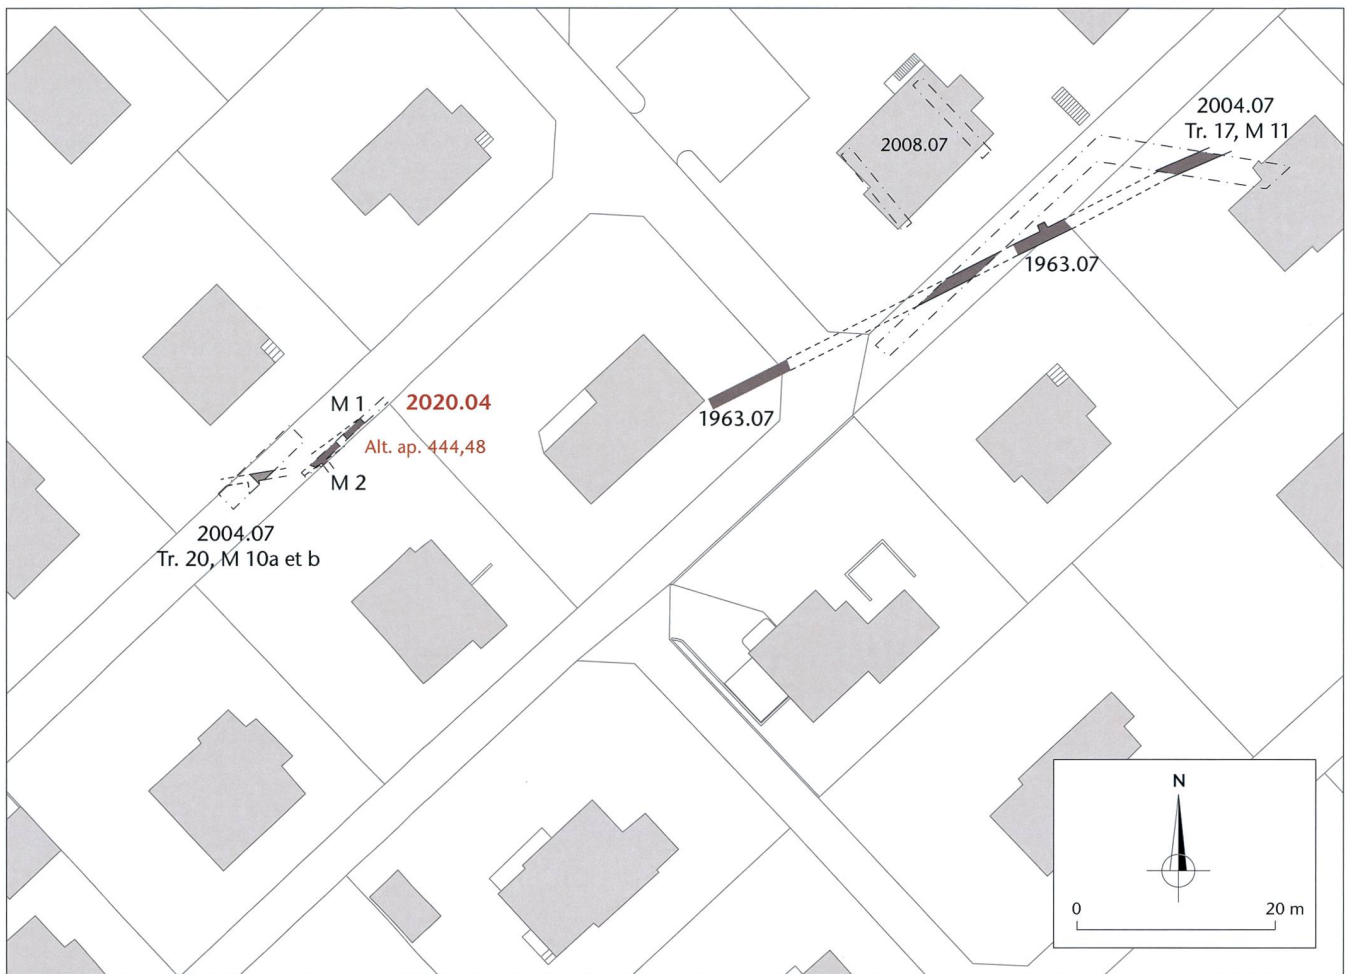 2004.07
Tr. 17, M 11
2008.07
1963.07
M 1
2020.04
1963.07
Alt. ap. 444,48
M 2
2004.07
Tr. 20, M 10a et b
N
0
20 m